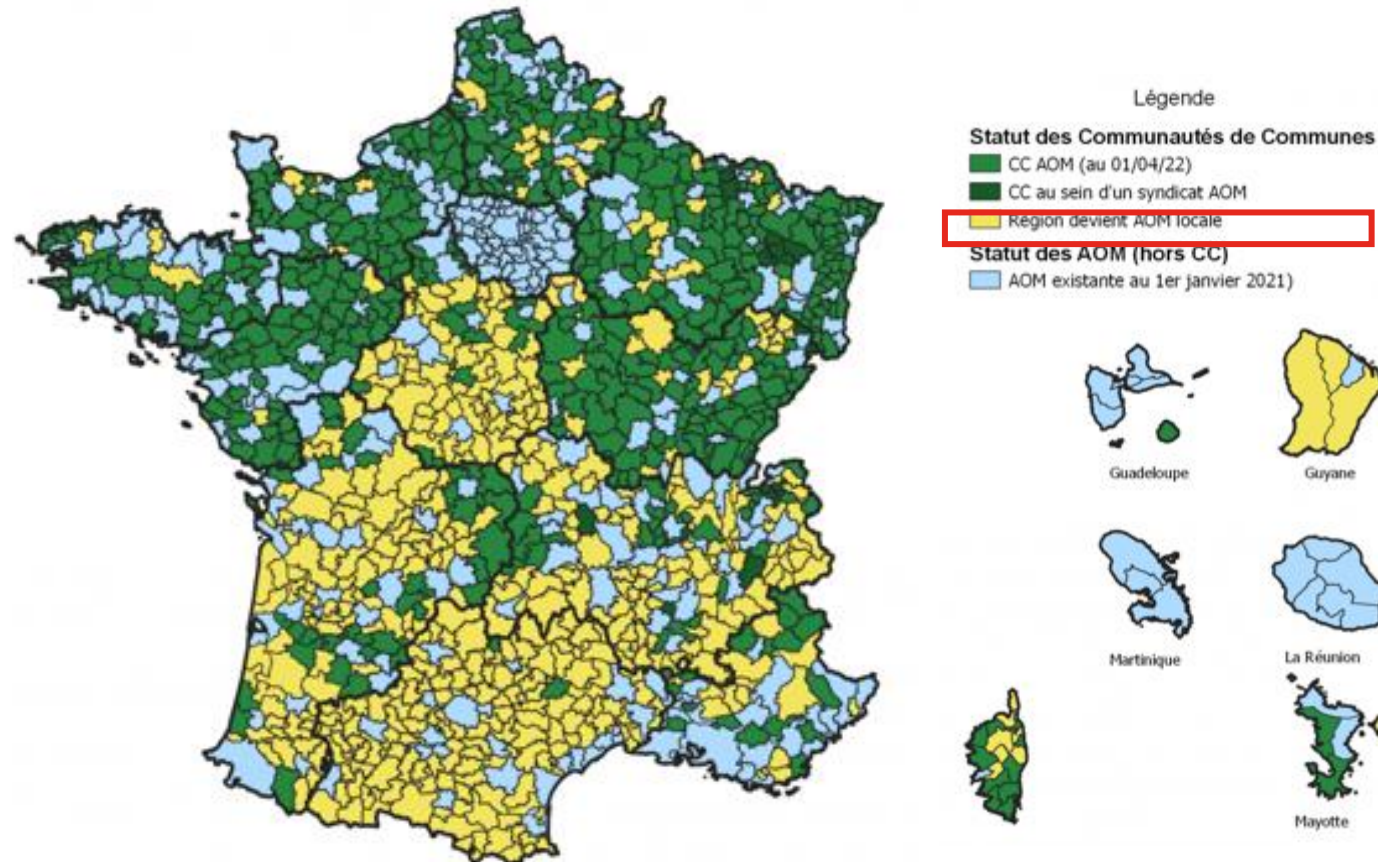 Légende
Statut des Communautés de Communes
CC AOM (au 01/04/22)
CC au sein d'un syndicat AOM
Région devient AOM locale
Statut des AOM (hors CC)
AOM existante au 1er janvier 2021)
Guadeloupe
Guyane
Martinique
La Réunion
Mayotte